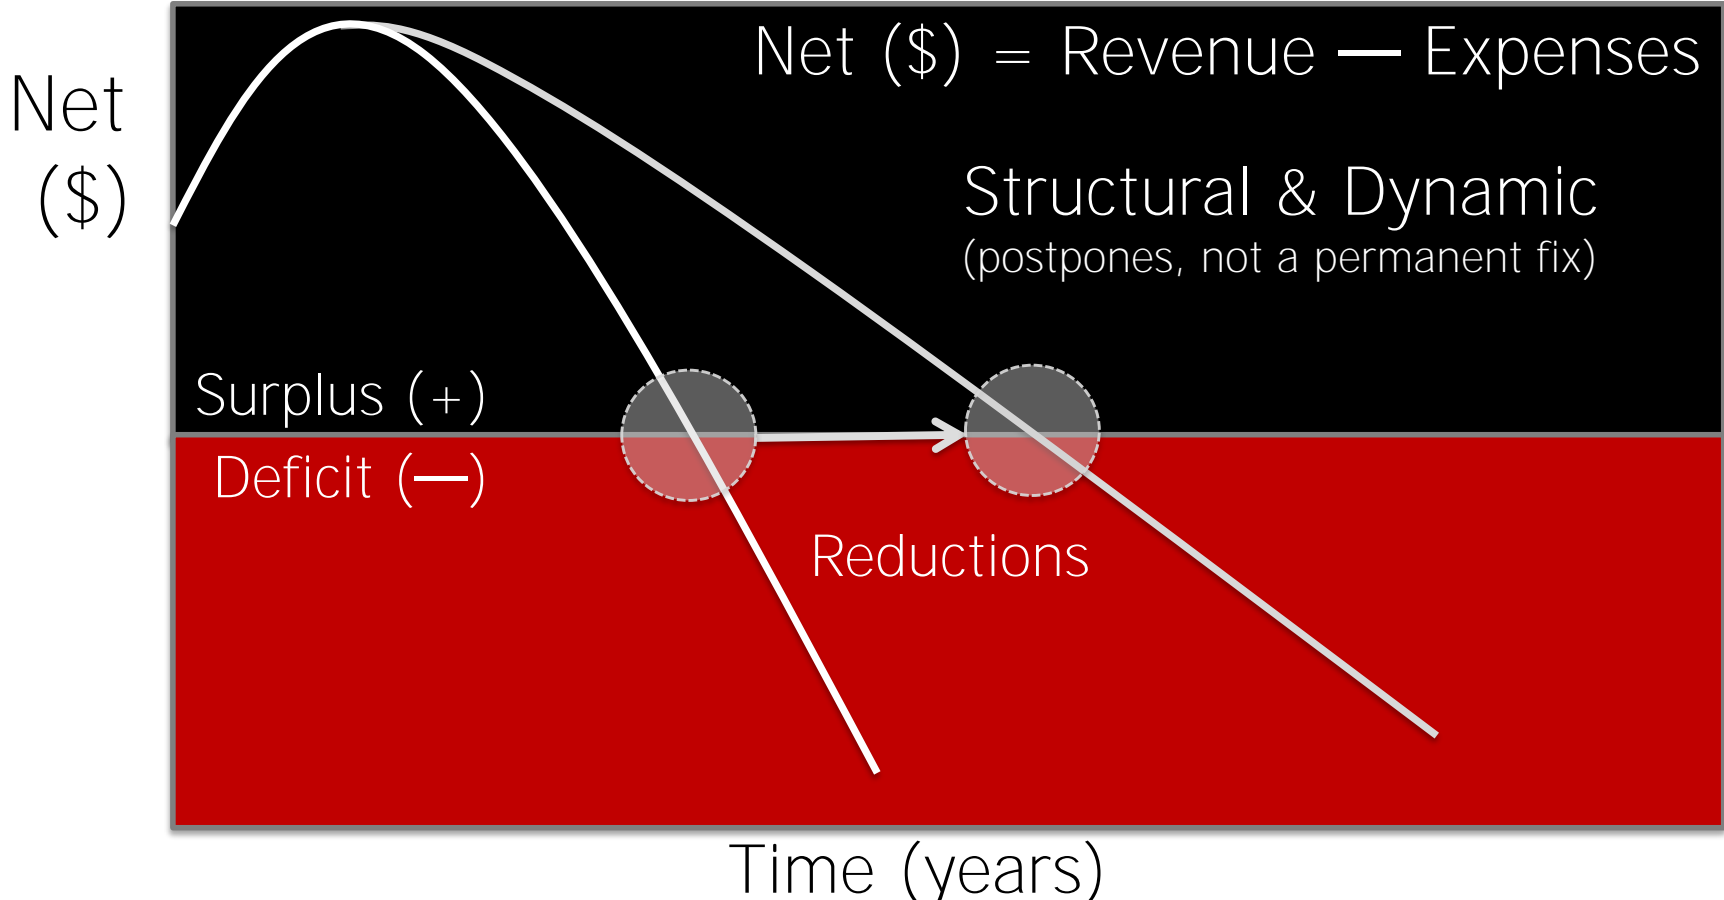 Net ($) = Revenue — Expenses
Net
($)
Structural & Dynamic
(postpones, not a permanent fix)
Surplus (+)
Deficit (—)
Reductions
Time (years)